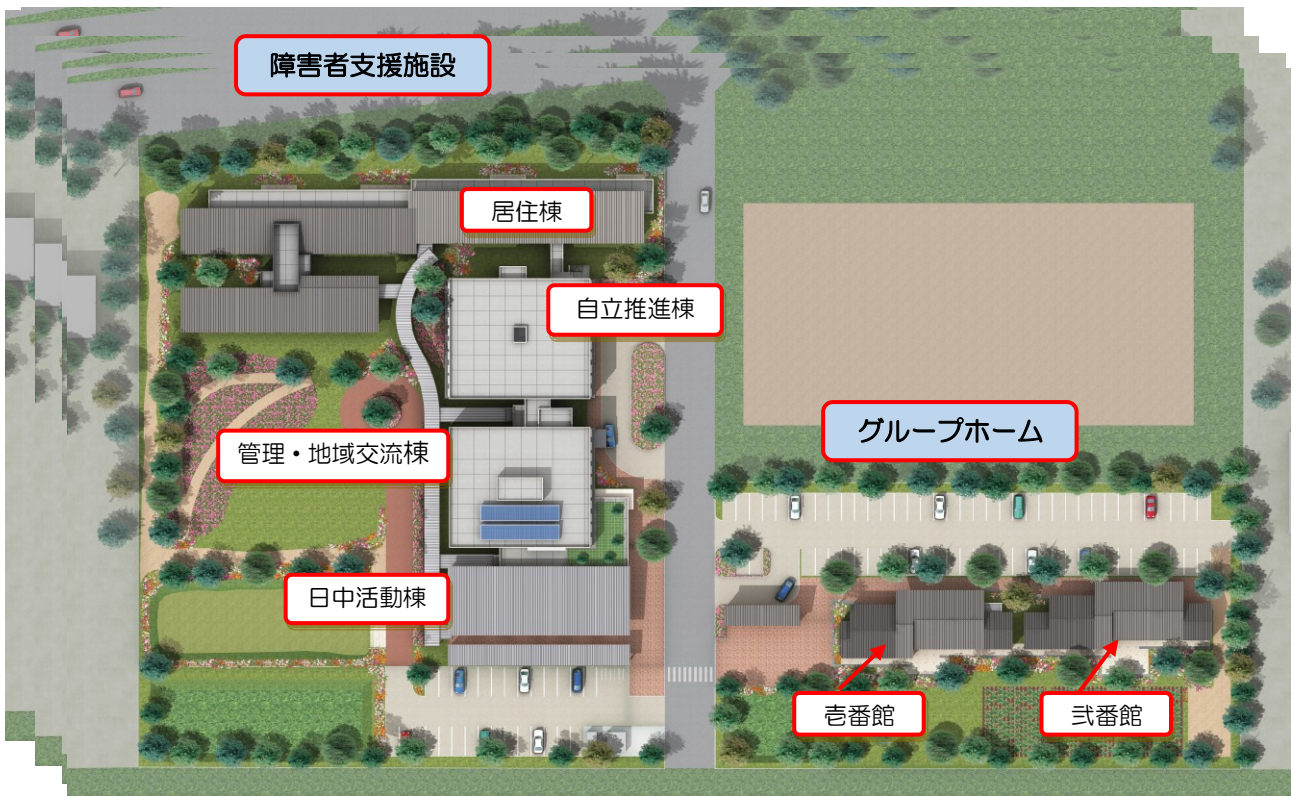 障害者支援施設
居住棟
自立推進棟
グループホーム
管理・地域交流棟
日中活動棟
壱番館
弐番館